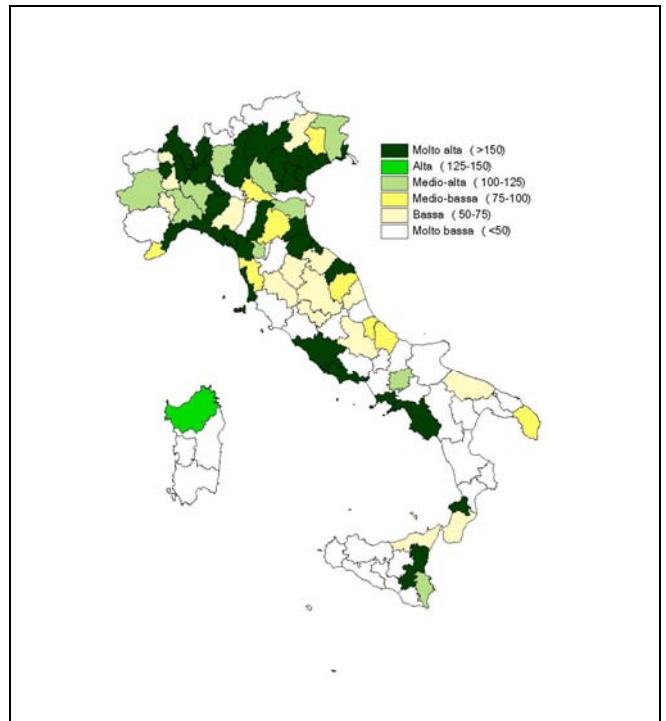 Molto alta (>150)
Alta (125-150)
Medio-alta (100-125)
Medio-bassa (75-100)
Bassa (50-75)
Molto bassa (<50)